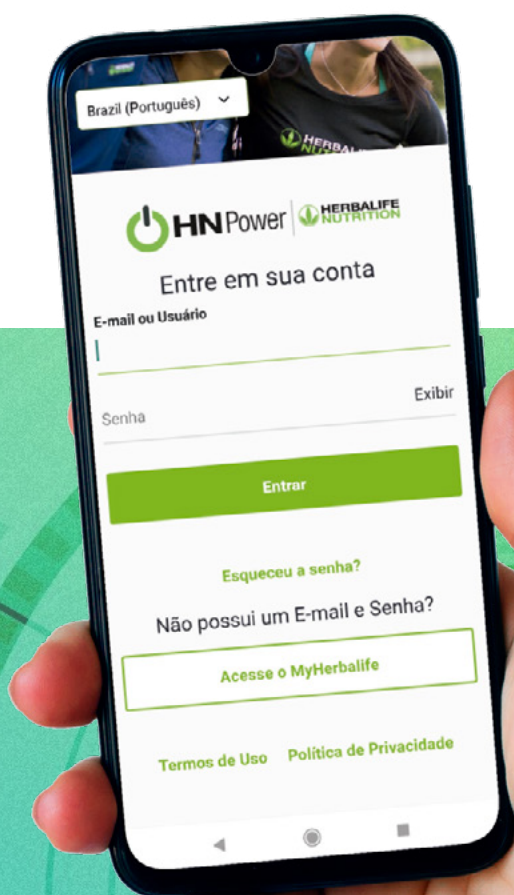 Brazil (Português)
HERBALIFE
HN Power HERBALIFE
NUTRITION
Entre em sua conta
E-mail ou Usuário
Senha Exibir
Entrar
Esqueceu a senha?
Não possui um E-mail e Senha?
Acesse o MyHerbalife
Termos de Uso Política de Privacidade